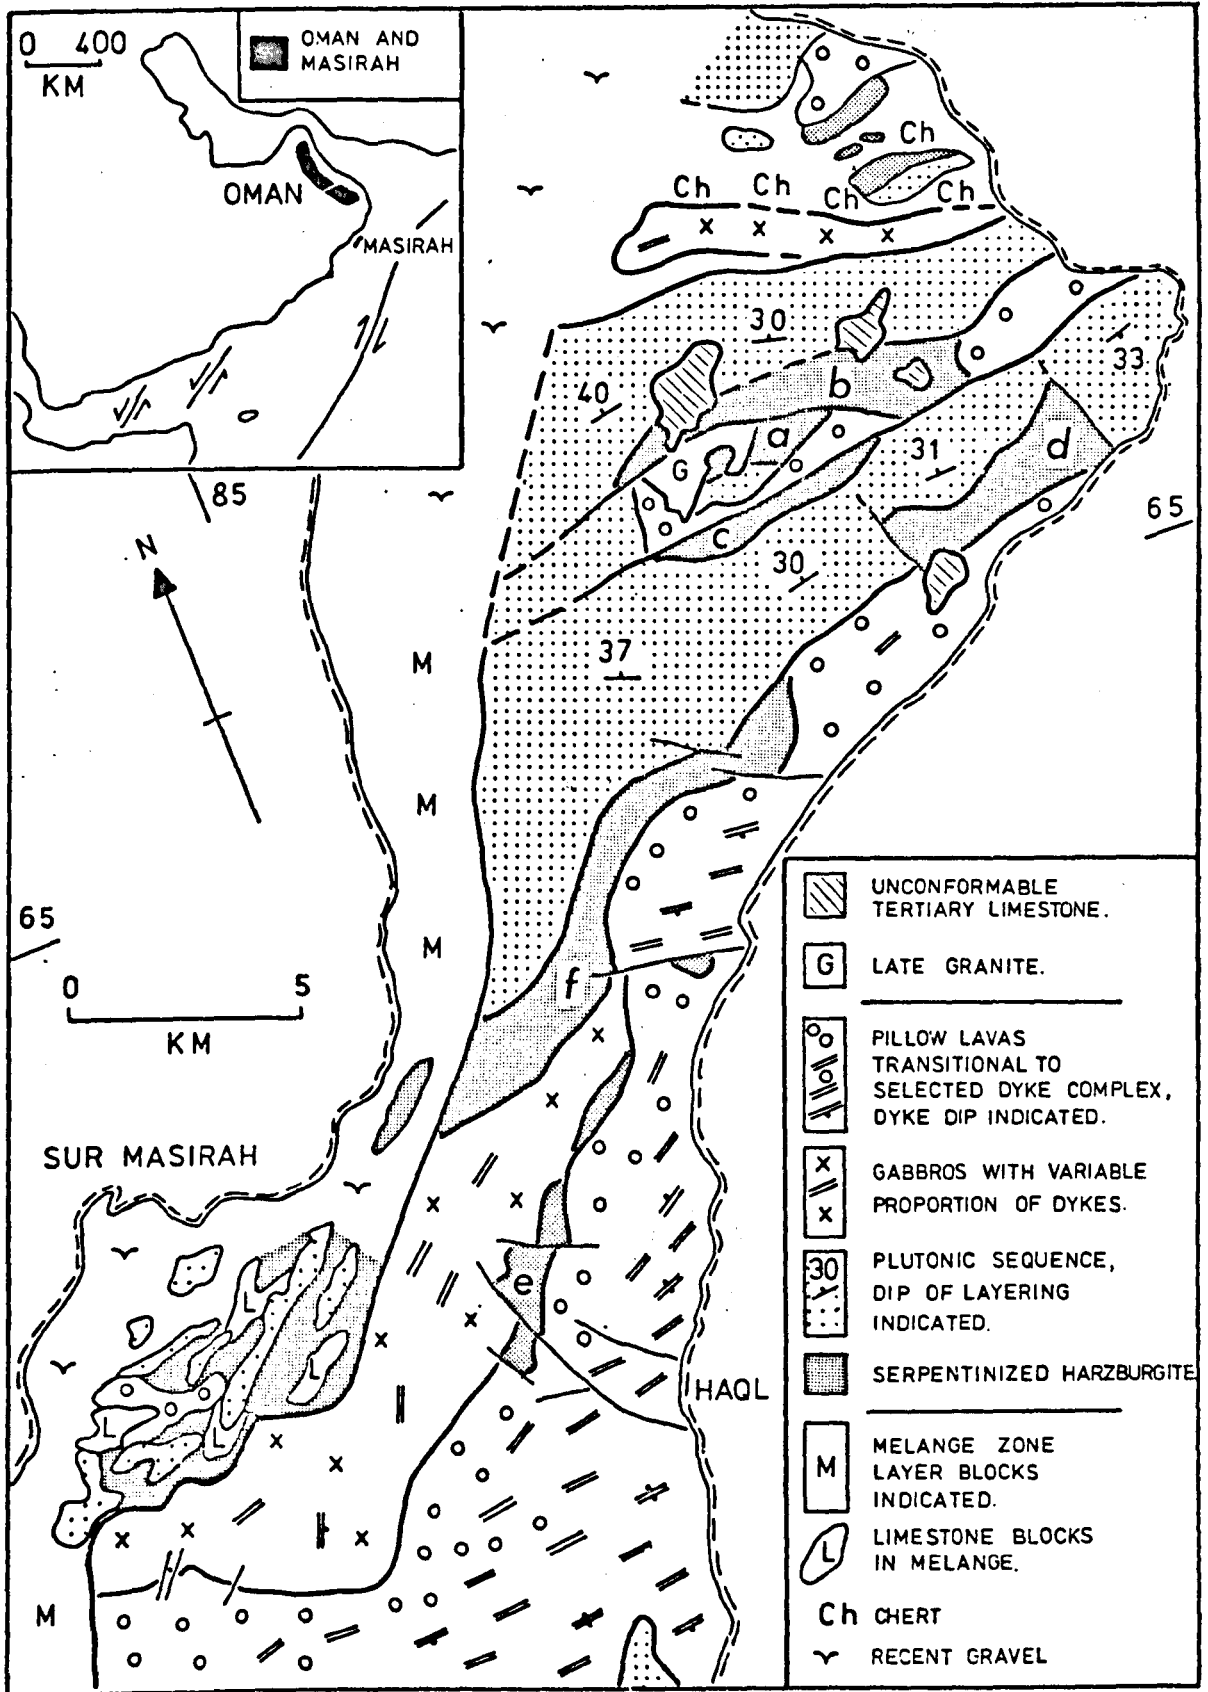 0 400
KM
OMAN AND
MASIRAH
OMAN
MASIRAH
Ch
Ch Ch Ch Ch
30
40
33
b
a
G
31
d
c
85
65
30
N
M
37
M
M
65
f
0 5
KM
SUR MASIRAH
e
L
L
L
L
HAQL
M
UNCONFORMABLE
TERTIARY LIMESTONE.
G LATE GRANITE.
PILLOW LAVAS
TRANSITIONAL TO
SELECTED DYKE COMPLEX,
DYKE DIP INDICATED.
GABBROS WITH VARIABLE
PROPORTION OF DYKES.
30 PLUTONIC SEQUENCE,
DIP OF LAYERING
INDICATED.
SERPENTINIZED HARZBURGITE
M MELANGE ZONE
LAYER BLOCKS
INDICATED.
L LIMESTONE BLOCKS
IN MELANGE.
Ch CHERT
RECENT GRAVEL